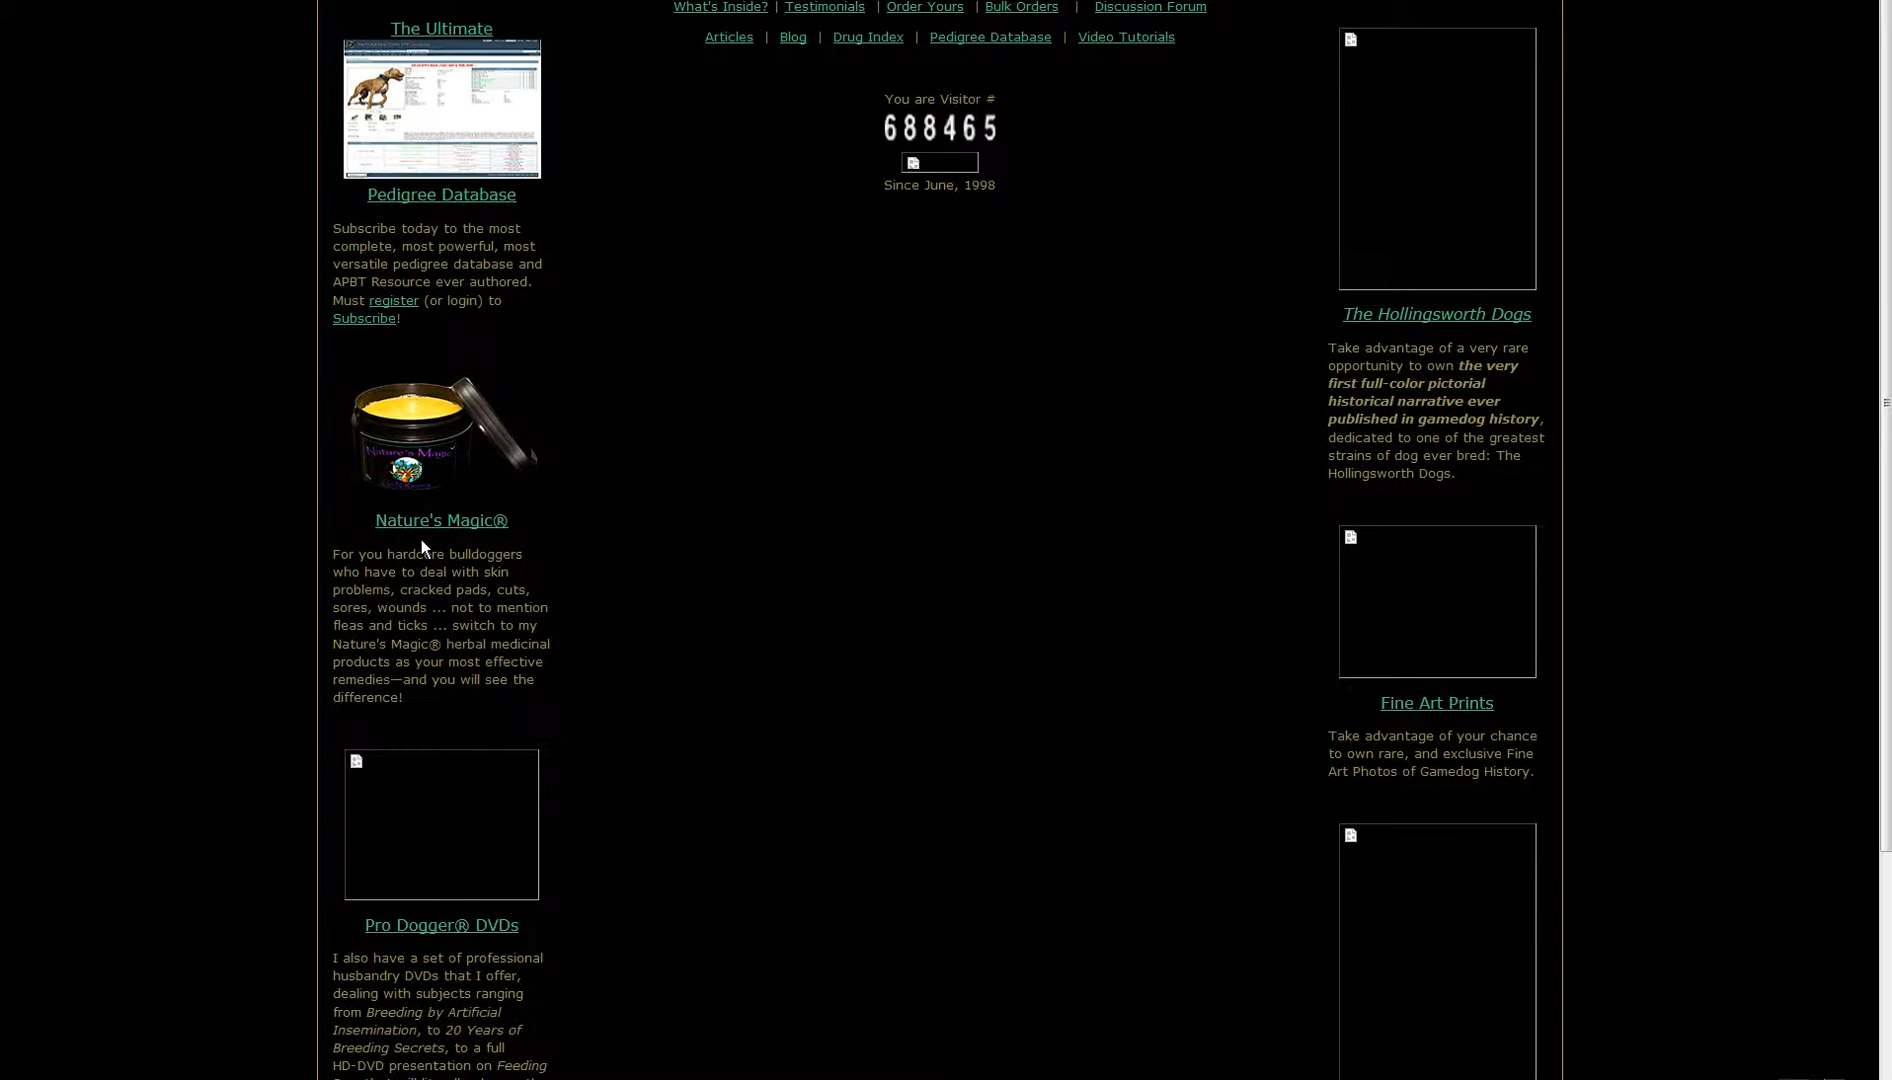 What's Inside? | Testimonials | Order Yours | Bulk Orders | Discussion Forum
Articles | Blog | Drug Index | Pedigree Database | Video Tutorials
You are Visitor #
688465
Since June, 1998
The Ultimate
Pedigree Database
Subscribe today to the most
complete, most powerful, most
versatile pedigree database and
APBT Resource ever authored.
Must register (or login) to
Subscribe!
Nature's Magic
Nature's Magic®
For you hardcore bulldoggers
who have to deal with skin
problems, cracked pads, cuts,
sores, wounds ... not to mention
fleas and ticks ... switch to my
Nature's Magic® herbal medicinal
products as your most effective
remedies—and you will see the
difference!
Pro Dogger® DVDs
I also have a set of professional
husbandry DVDs that I offer,
dealing with subjects ranging
from Breeding by Artificial
Insemination, to 20 Years of
Breeding Secrets, to a full
HD-DVD presentation on Feeding
The Hollingsworth Dogs
Take advantage of a very rare
opportunity to own the very
first full-color pictorial
historical narrative ever
published in gamedog history,
dedicated to one of the greatest
strains of dog ever bred: The
Hollingsworth Dogs.
Fine Art Prints
Take advantage of your chance
to own rare, and exclusive Fine
Art Photos of Gamedog History.